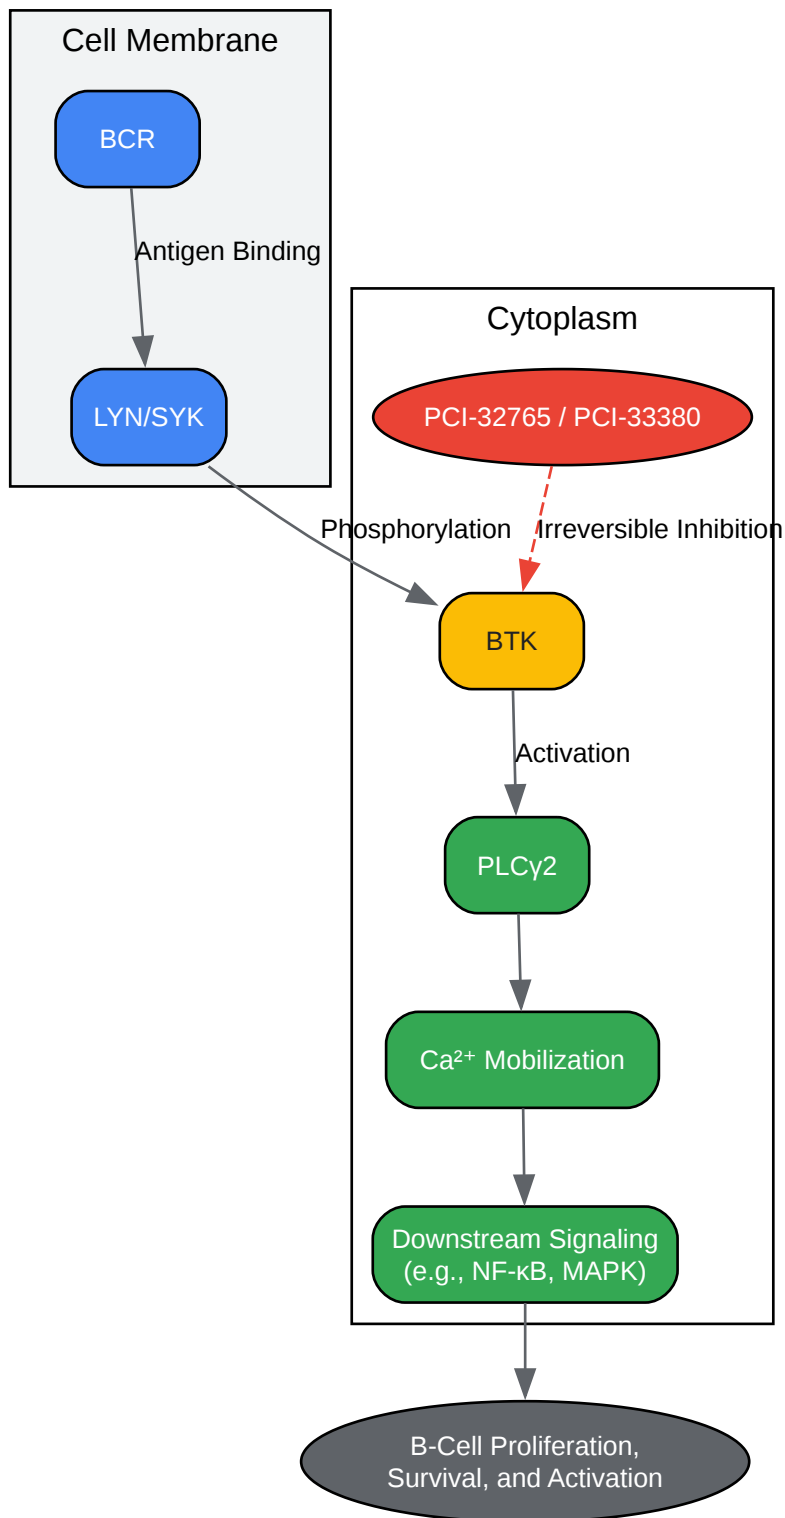 Cell Membrane
BCR
Antigen Binding
Cytoplasm
LYN/SYK
PCI-32765 / PCI-33380
Phosphorylation
Irreversible Inhibition
BTK
Activation
PLCγ2
Ca²⁺ Mobilization
Downstream Signaling
(e.g., NF-κB, MAPK)
B-Cell Proliferation,
Survival, and Activation